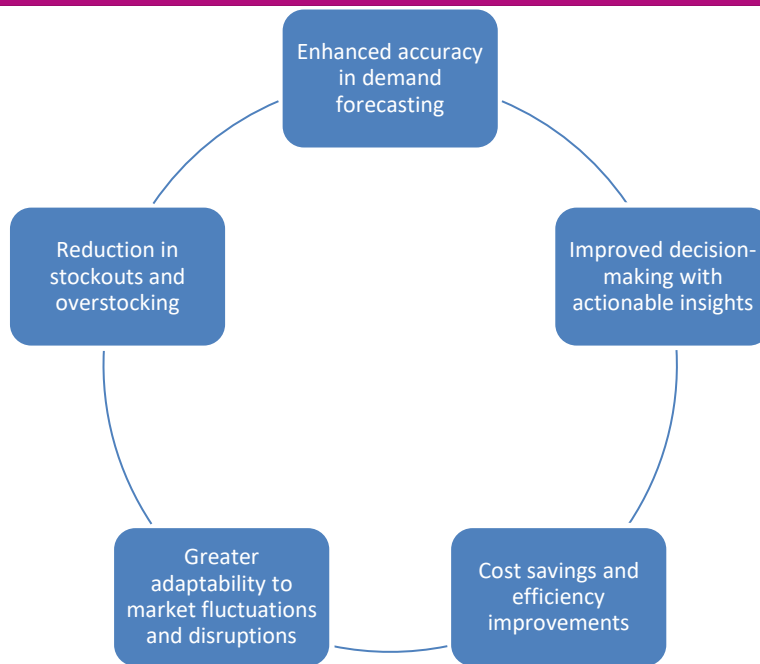 Enhanced accuracy
in demand
forecasting
Improved decision-
making with
actionable insights
Cost savings and
efficiency
improvements
Greater
adaptability to
market fluctuations
and disruptions
Reduction in
stockouts and
overstocking